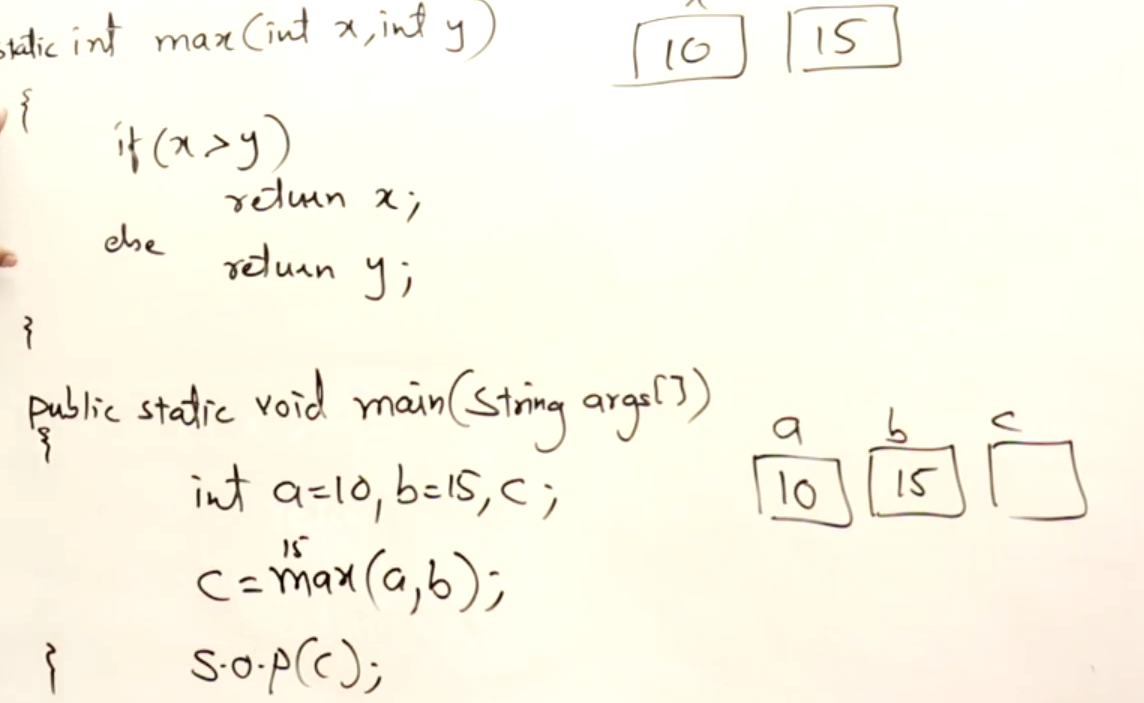 static int max(int x, int y)
10 15
{
if(x>y)
return x;
else
return y;
}
public static void main(String args[])
{
a b c
int a=10, b=15, c;
10 15
15
c=max(a,b);
S.o.p(c);
}